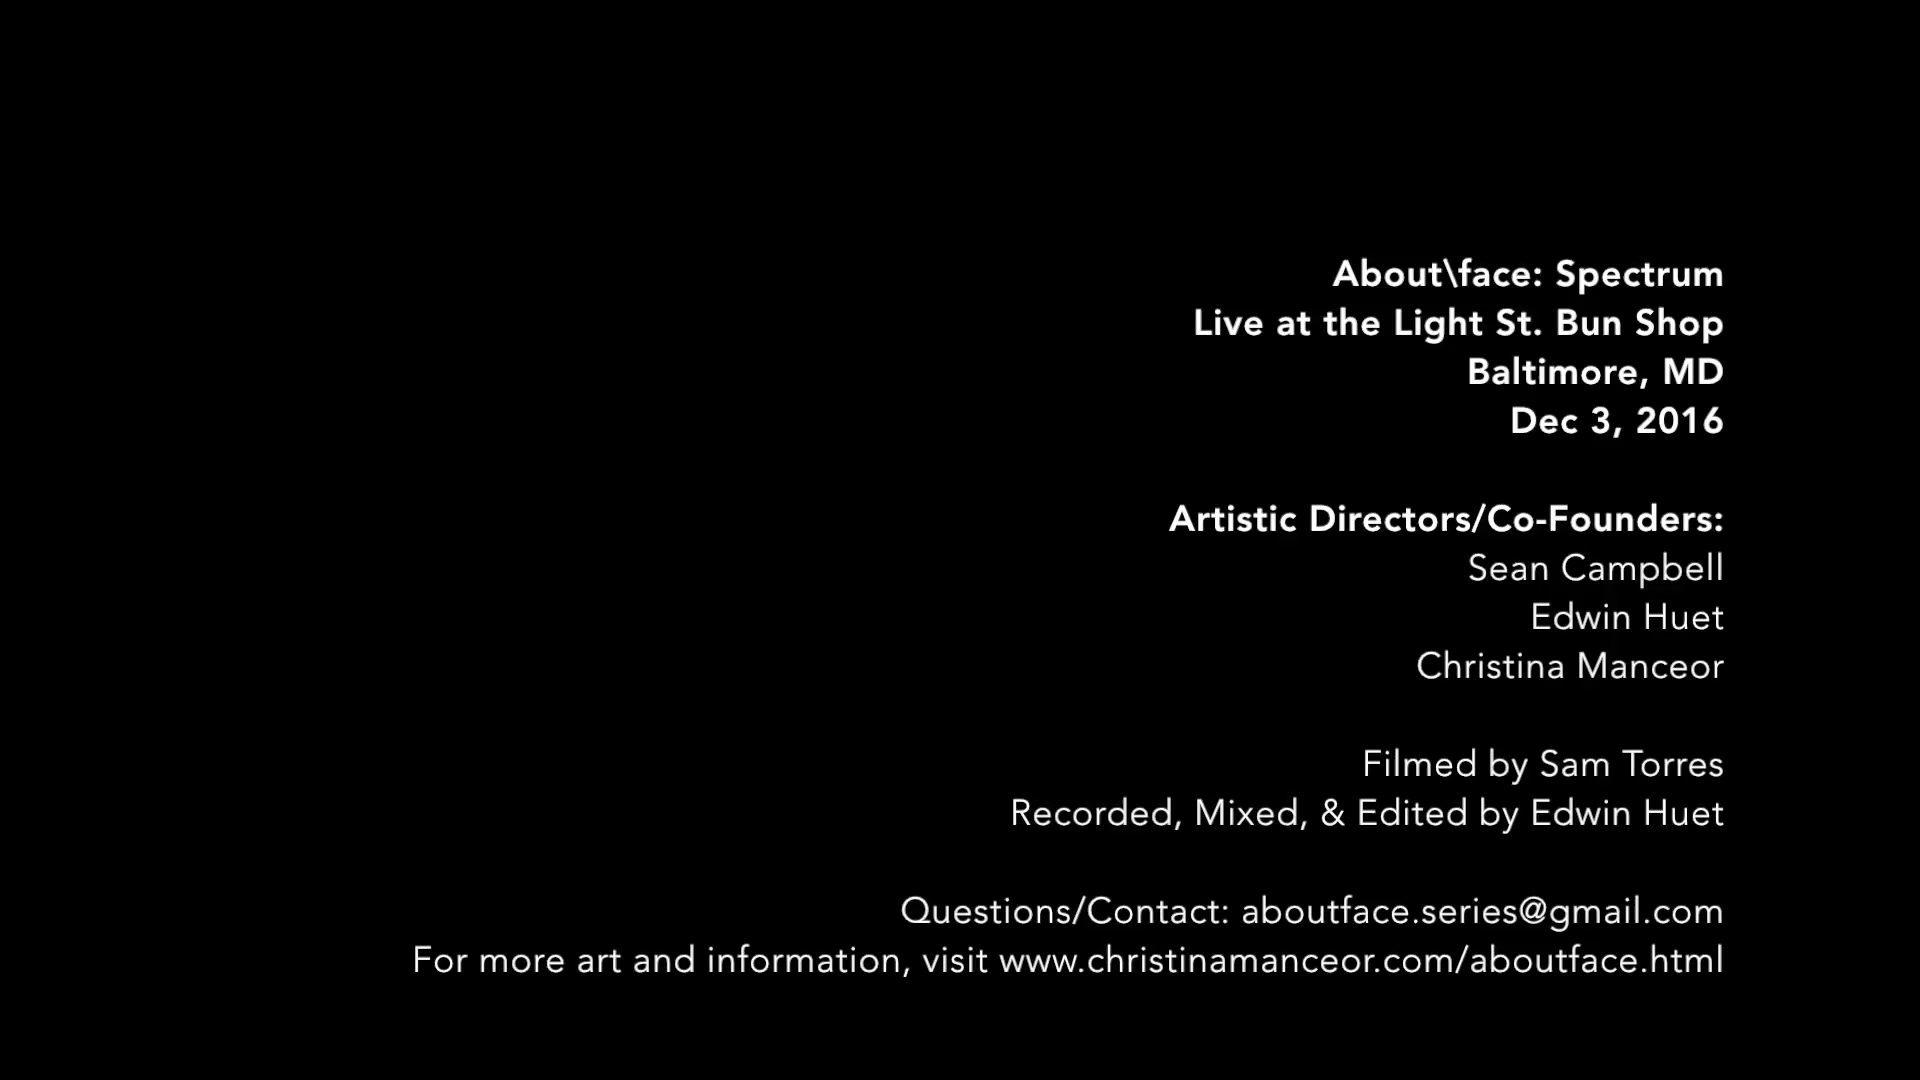 About\face: Spectrum
Live at the Light St. Bun Shop
Baltimore, MD
Dec 3, 2016
Artistic Directors/Co-Founders:
Sean Campbell
Edwin Huet
Christina Manceor
Filmed by Sam Torres
Recorded, Mixed, & Edited by Edwin Huet
Questions/Contact: aboutface.series@gmail.com
For more art and information, visit www.christinamanceor.com/aboutface.html